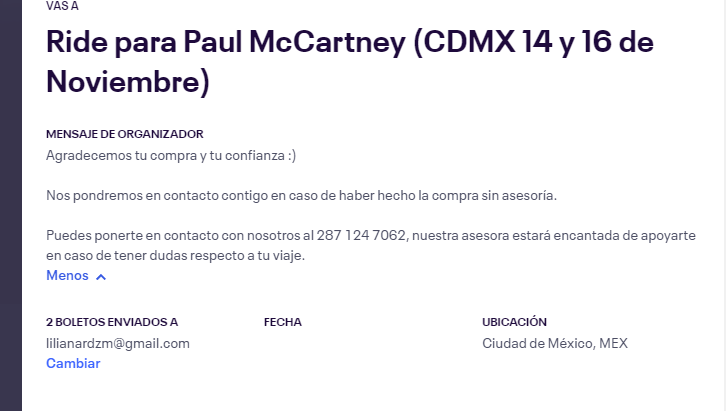 VAS A
Ride para Paul McCartney (CDMX 14 y 16 de
Noviembre)
MENSAJE DE ORGANIZADOR
Agradecemos tu compra y tu confianza :)
Nos pondremos en contacto contigo en caso de haber hecho la compra sin asesoría.
Puedes ponerte en contacto con nosotros al 287 124 7062, nuestra asesora estará encantada de apoyarte
en caso de tener dudas respecto a tu viaje.
Menos
2 BOLETOS ENVIADOS A
lilianardzm@gmail.com
Cambiar
FECHA
UBICACIÓN
Ciudad de México, MEX